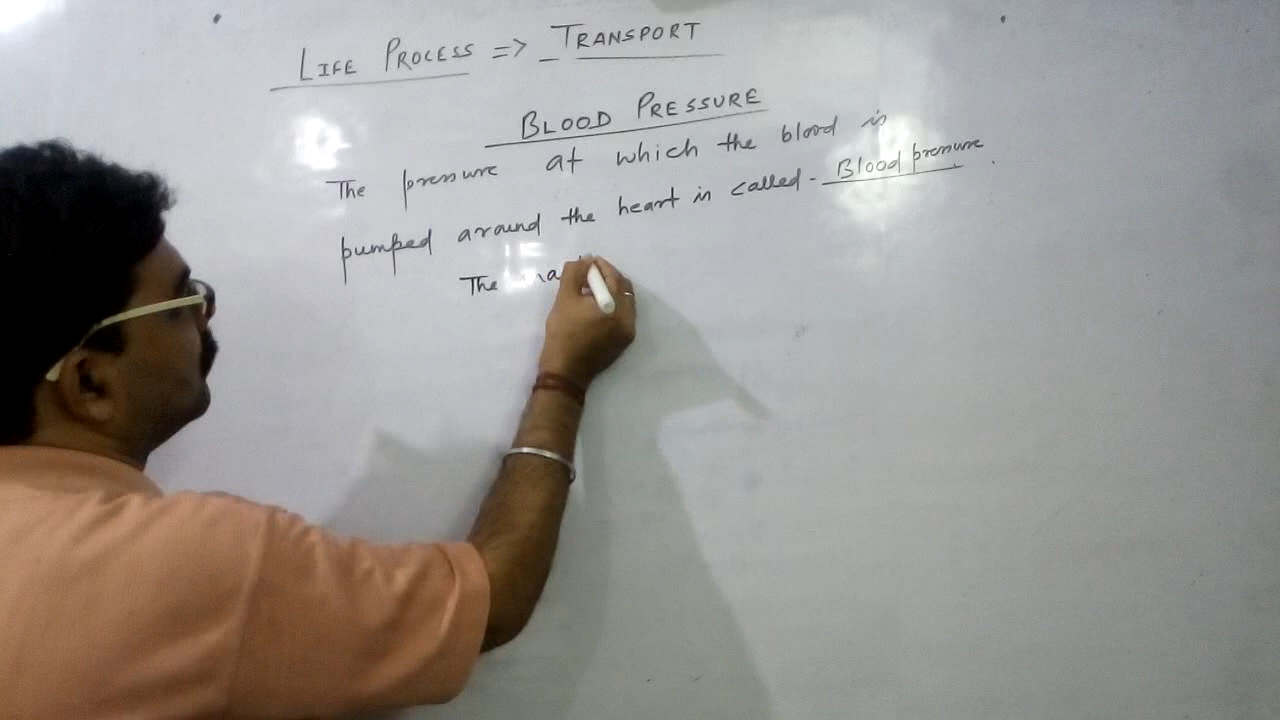 LIFE PROCESS => TRANSPORT
BLOOD PRESSURE
The pressure at which the blood is
pumped around the heart is called - Blood pressure.
The